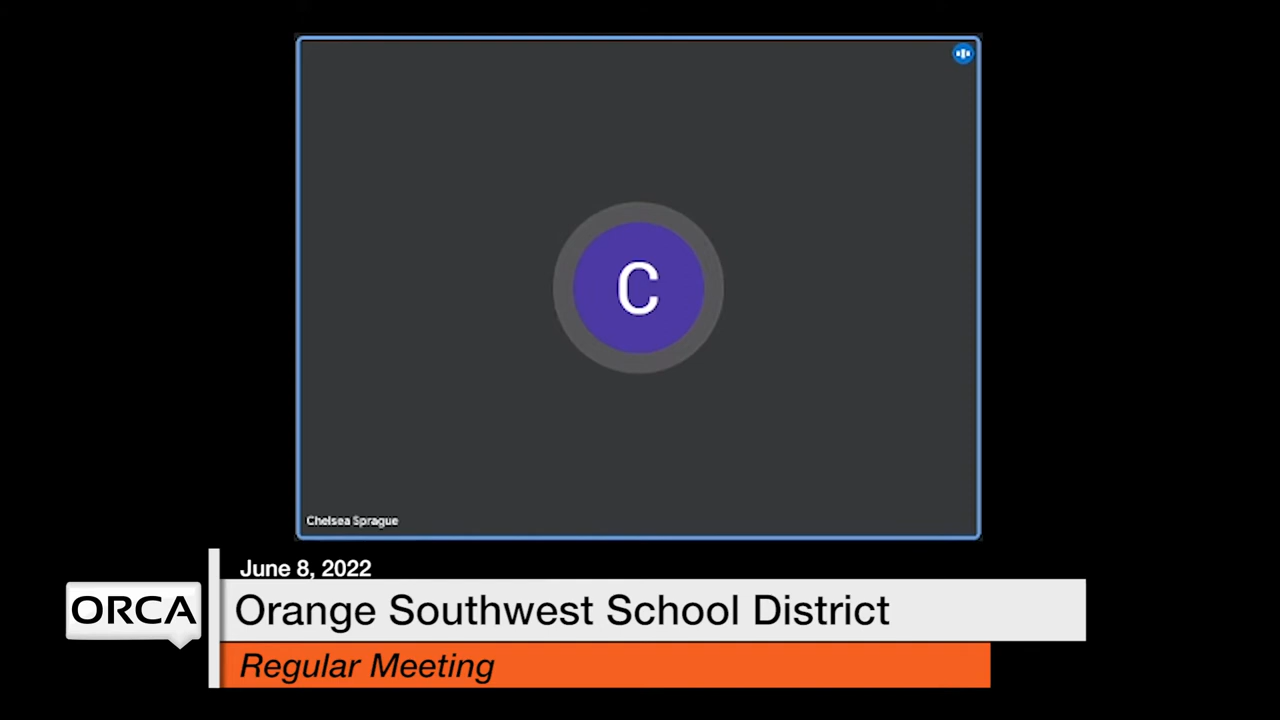 C
Chelsea Sprague
June 8, 2022
ORCA
Orange Southwest School District
Regular Meeting